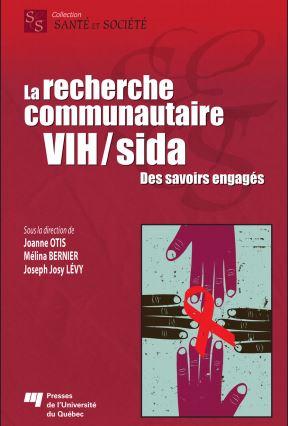 Collection
S&S SANTÉ ET SOCIÉTÉ
La recherche
communautaire
VIH / sida
Des savoirs engagés
Sous la direction de
Joanne OTIS
Mélina BERNIER
Joseph Josy LÉVY
Presses
de l'Université
du Québec